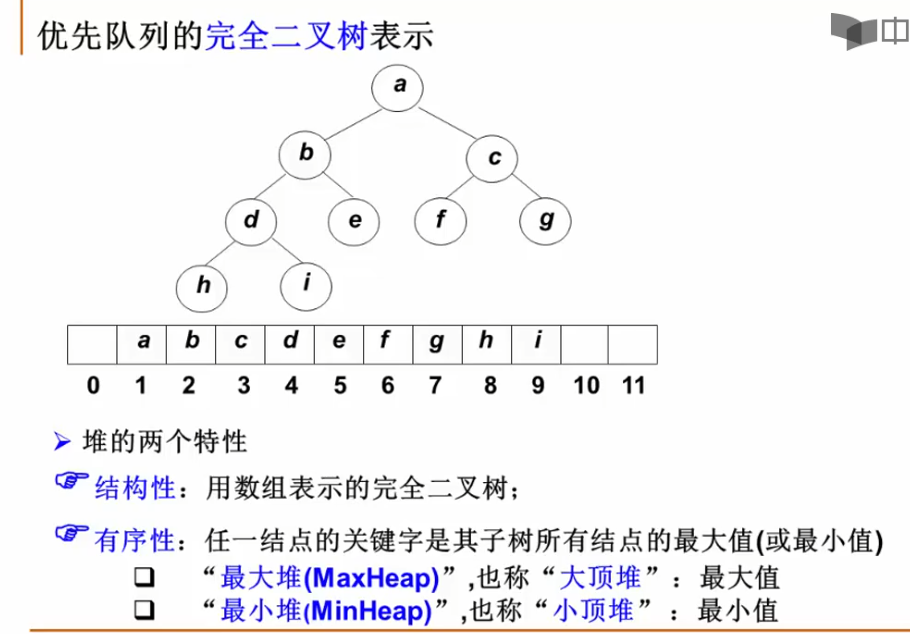 优先队列的完全二叉树表示
中
a
b
c
d
e
f
g
h
i
a b c d e f g h i
0 1 2 3 4 5 6 7 8 9 10 11
➢ 堆的两个特性
☞ 结构性：用数组表示的完全二叉树；
☞ 有序性：任一结点的关键字是其子树所有结点的最大值(或最小值)
❑ “最大堆(MaxHeap)”,也称“大顶堆”：最大值
❑ “最小堆(MinHeap)”,也称“小顶堆”：最小值